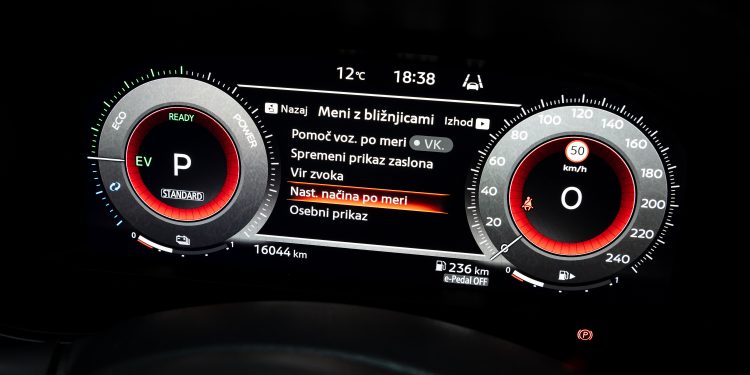 12°C 18:38
Nazaj Meni z bližnjicami Izhod
Pomoč voz. po meri VK.
Spremeni prikaz zaslona
Vir zvoka
Nast. načina po meri
Osebni prikaz
16044 km
236 km
e-Pedal OFF
ECO
POWER
READY
EV
P
STANDARD
0 1
0
20
40
60
80
100
120
140
160
180
200
220
240
50
km/h
0
0 1
P